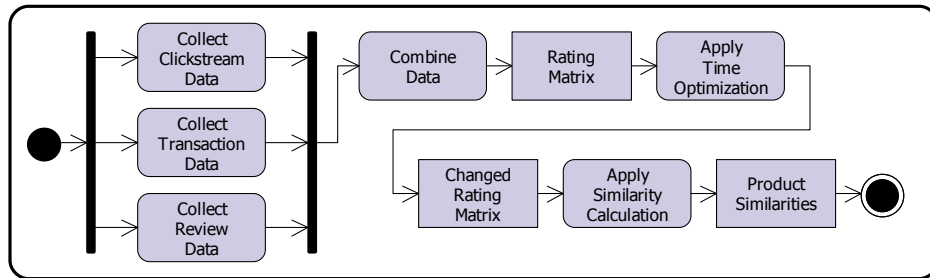 Collect
Clickstream
Data
Collect
Transaction
Data
Collect
Review
Data
Combine
Data
Rating
Matrix
Apply
Time
Optimization
Changed
Rating
Matrix
Apply
Similarity
Calculation
Product
Similarities